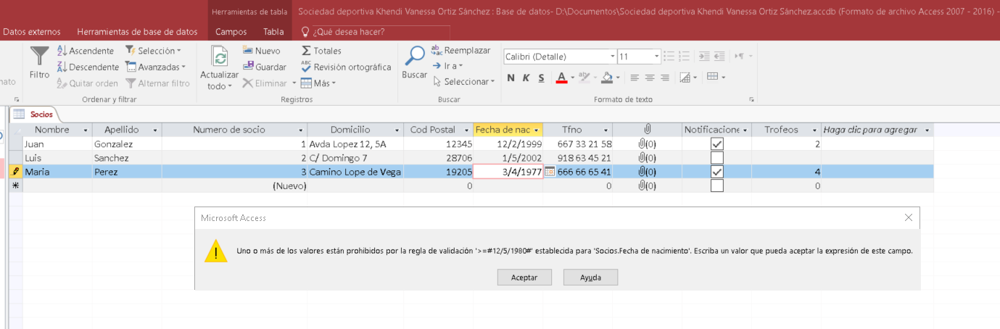 Herramientas de tabla Sociedad deportiva Khendi Vanessa Ortiz Sánchez : Base de datos- D:\Documentos\Sociedad deportiva Khendi Vanessa Ortiz Sánchez.accdb (Formato de archivo Access 2007 - 2016) -
Datos externos Herramientas de base de datos Campos Tabla ¿Qué desea hacer?
Filtro
Ascendente
Descendente
Quitar orden
Selección
Avanzadas
Alternar filtro
Ordenar y filtrar
Actualizar
todo
Nuevo
Guardar
Eliminar
Totales
Revisión ortográfica
Más
Registros
Buscar
Reemplazar
Ir a
Seleccionar
Buscar
Calibri (Detalle) 11
N K S A
Formato de texto
Socios
Nombre Apellido Numero de socio Domicilio Cod Postal Fecha de nac Tfno Notificacione Trofeos Haga clic para agregar
Juan Gonzalez 1 Avda Lopez 12, 5A 12345 12/2/1999 667 33 21 58 (0) 2
Luis Sanchez 2 C/ Domingo 7 28706 1/5/2002 918 63 45 21 (0)
Maria Perez 3 Camino Lope de Vega 19205 3/4/1977 666 66 65 41 (0) 4
(Nuevo) 0 0 (0) 0
Microsoft Access
Uno o más de los valores están prohibidos por la regla de validación '>=#12/5/1980#' establecida para 'Socios.Fecha de nacimiento'. Escriba un valor que pueda aceptar la expresión de este campo.
Aceptar Ayuda